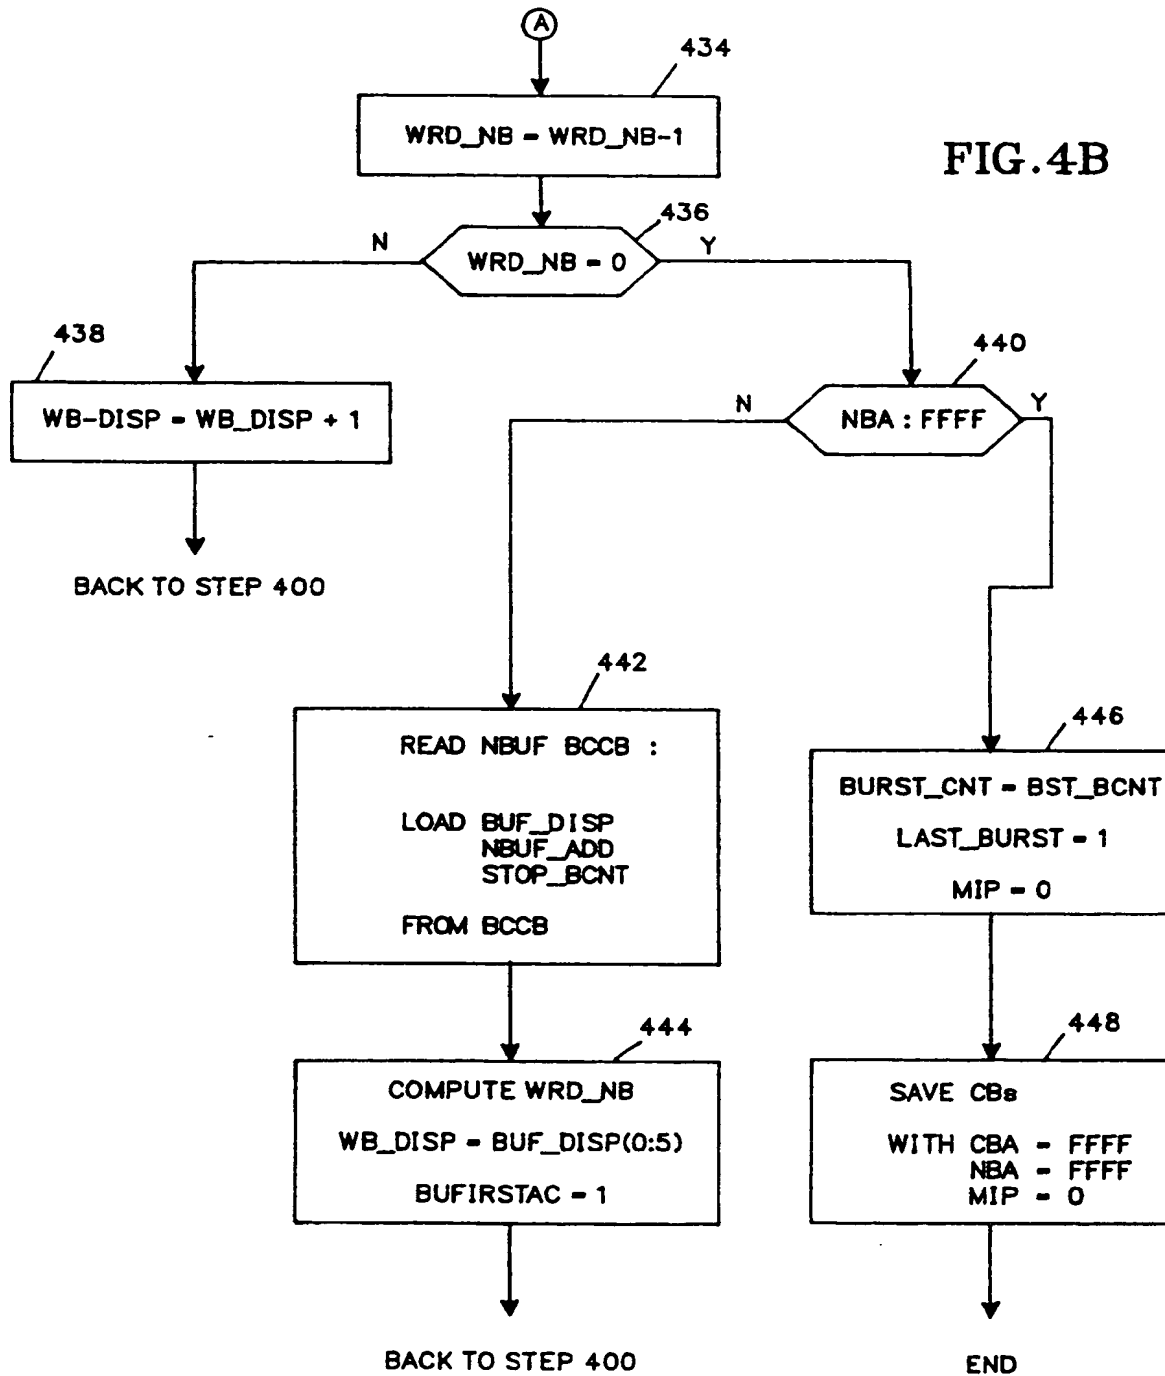 A
434
WRD_NB = WRD_NB-1
FIG.4B
436
N
WRD_NB = 0
Y
438
WB-DISP = WB_DISP + 1
BACK TO STEP 400
440
N
NBA : FFFF
Y
442
READ NBUF BCCB :
LOAD BUF_DISP
NBUF_ADD
STOP_BCNT
FROM BCCB
444
COMPUTE WRD_NB
WB_DISP = BUF_DISP(0:5)
BUFIRSTAC = 1
BACK TO STEP 400
446
BURST_CNT = BST_BCNT
LAST_BURST = 1
MIP = 0
448
SAVE CBs
WITH CBA = FFFF
NBA = FFFF
MIP = 0
END